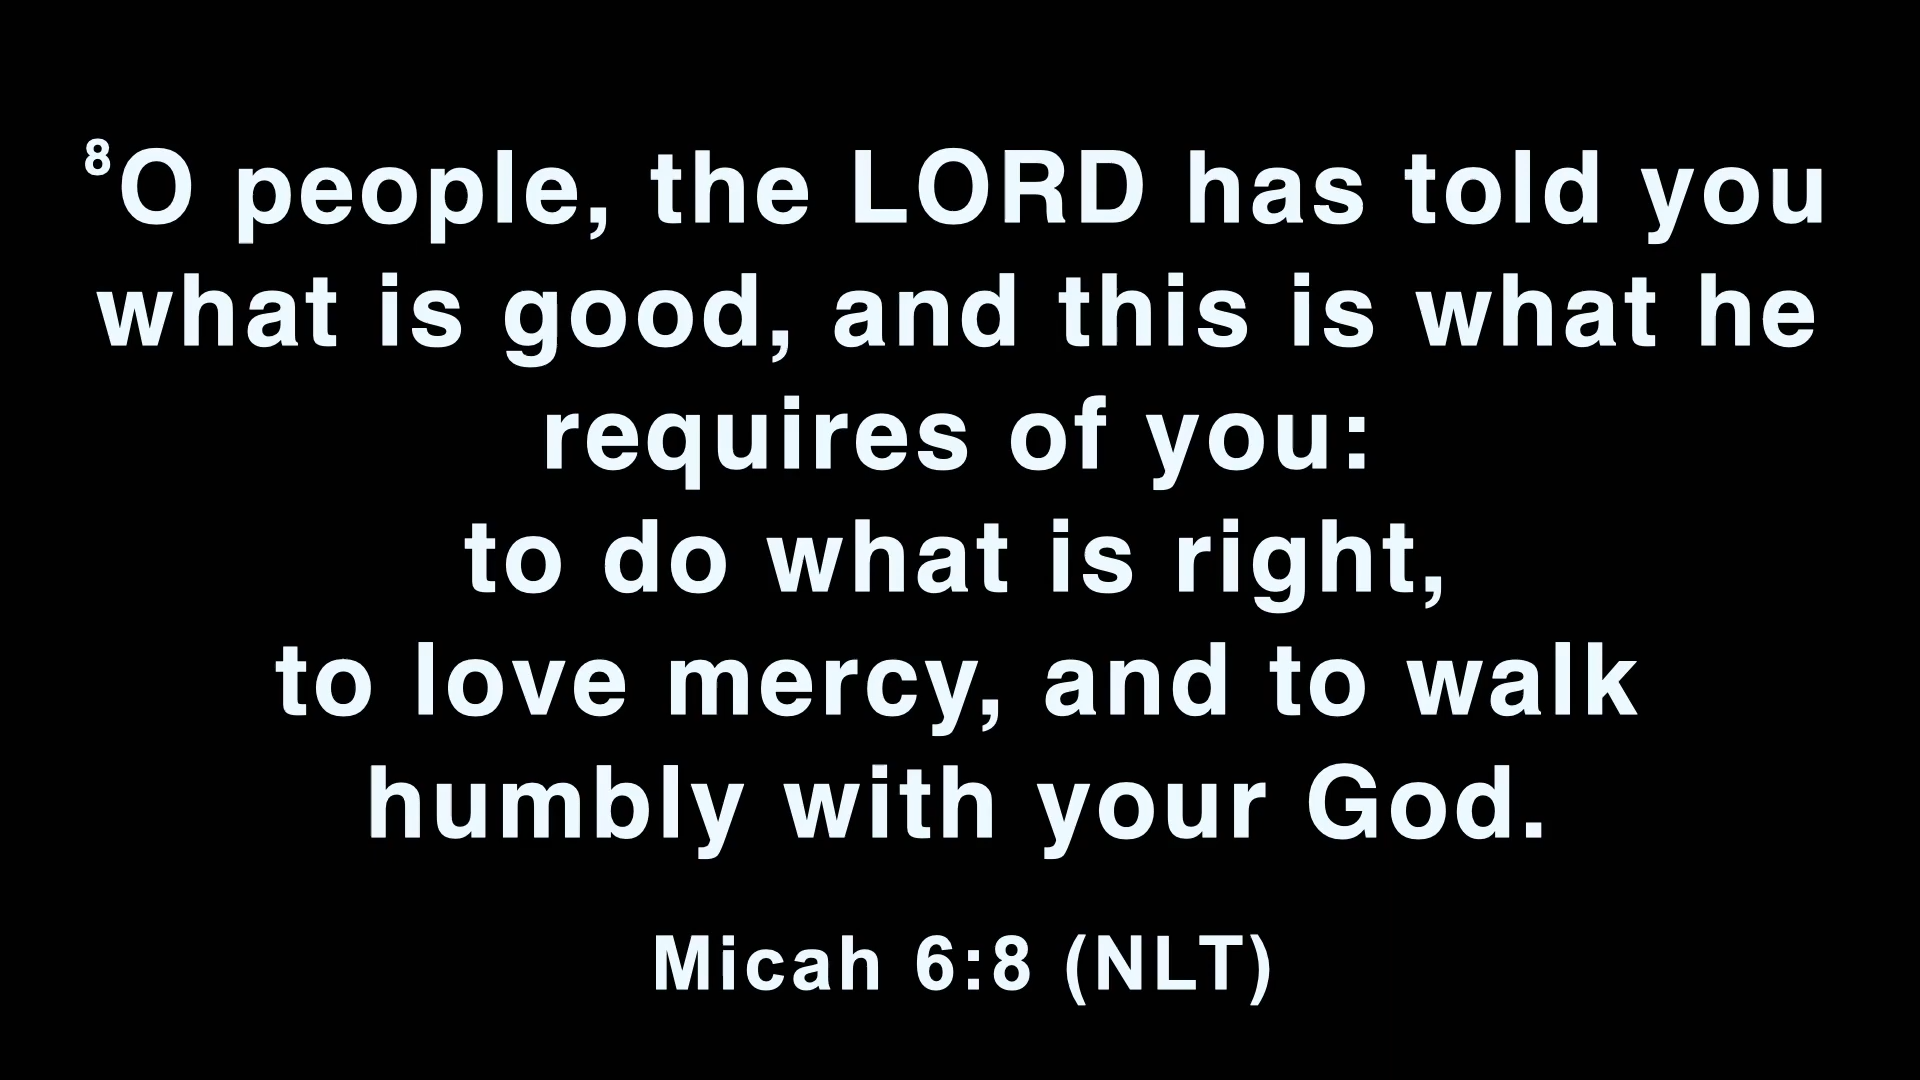 ⁸O people, the LORD has told you
what is good, and this is what he
requires of you:
to do what is right,
to love mercy, and to walk
humbly with your God.
Micah 6:8 (NLT)